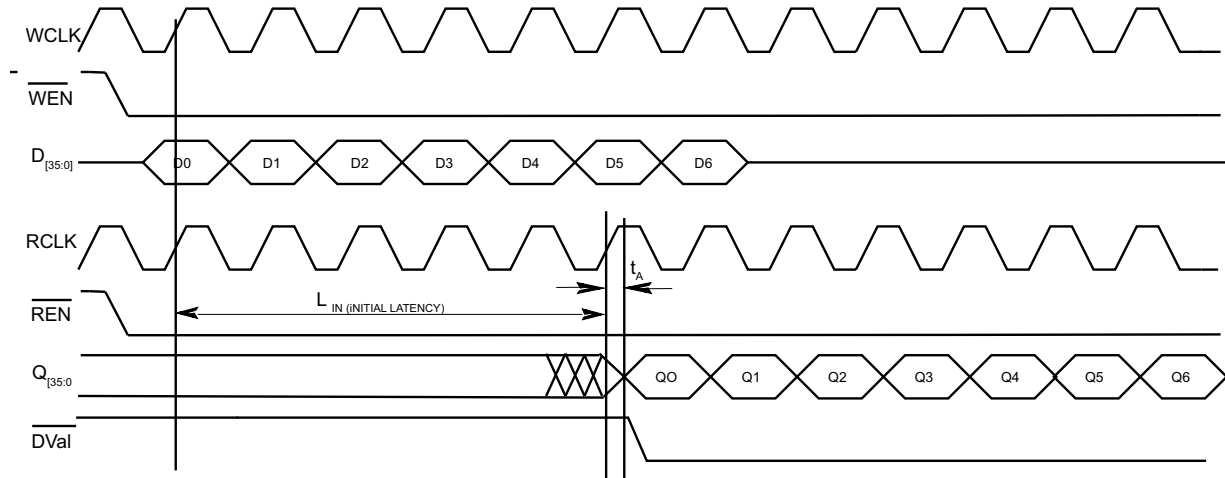 WCLK
WEN
D[35:0]
D0 D1 D2 D3 D4 D5 D6
RCLK
tA
REN
L IN (iNITIAL LATENCY)
Q[35:0
QO Q1 Q2 Q3 Q4 Q5 Q6
DVal